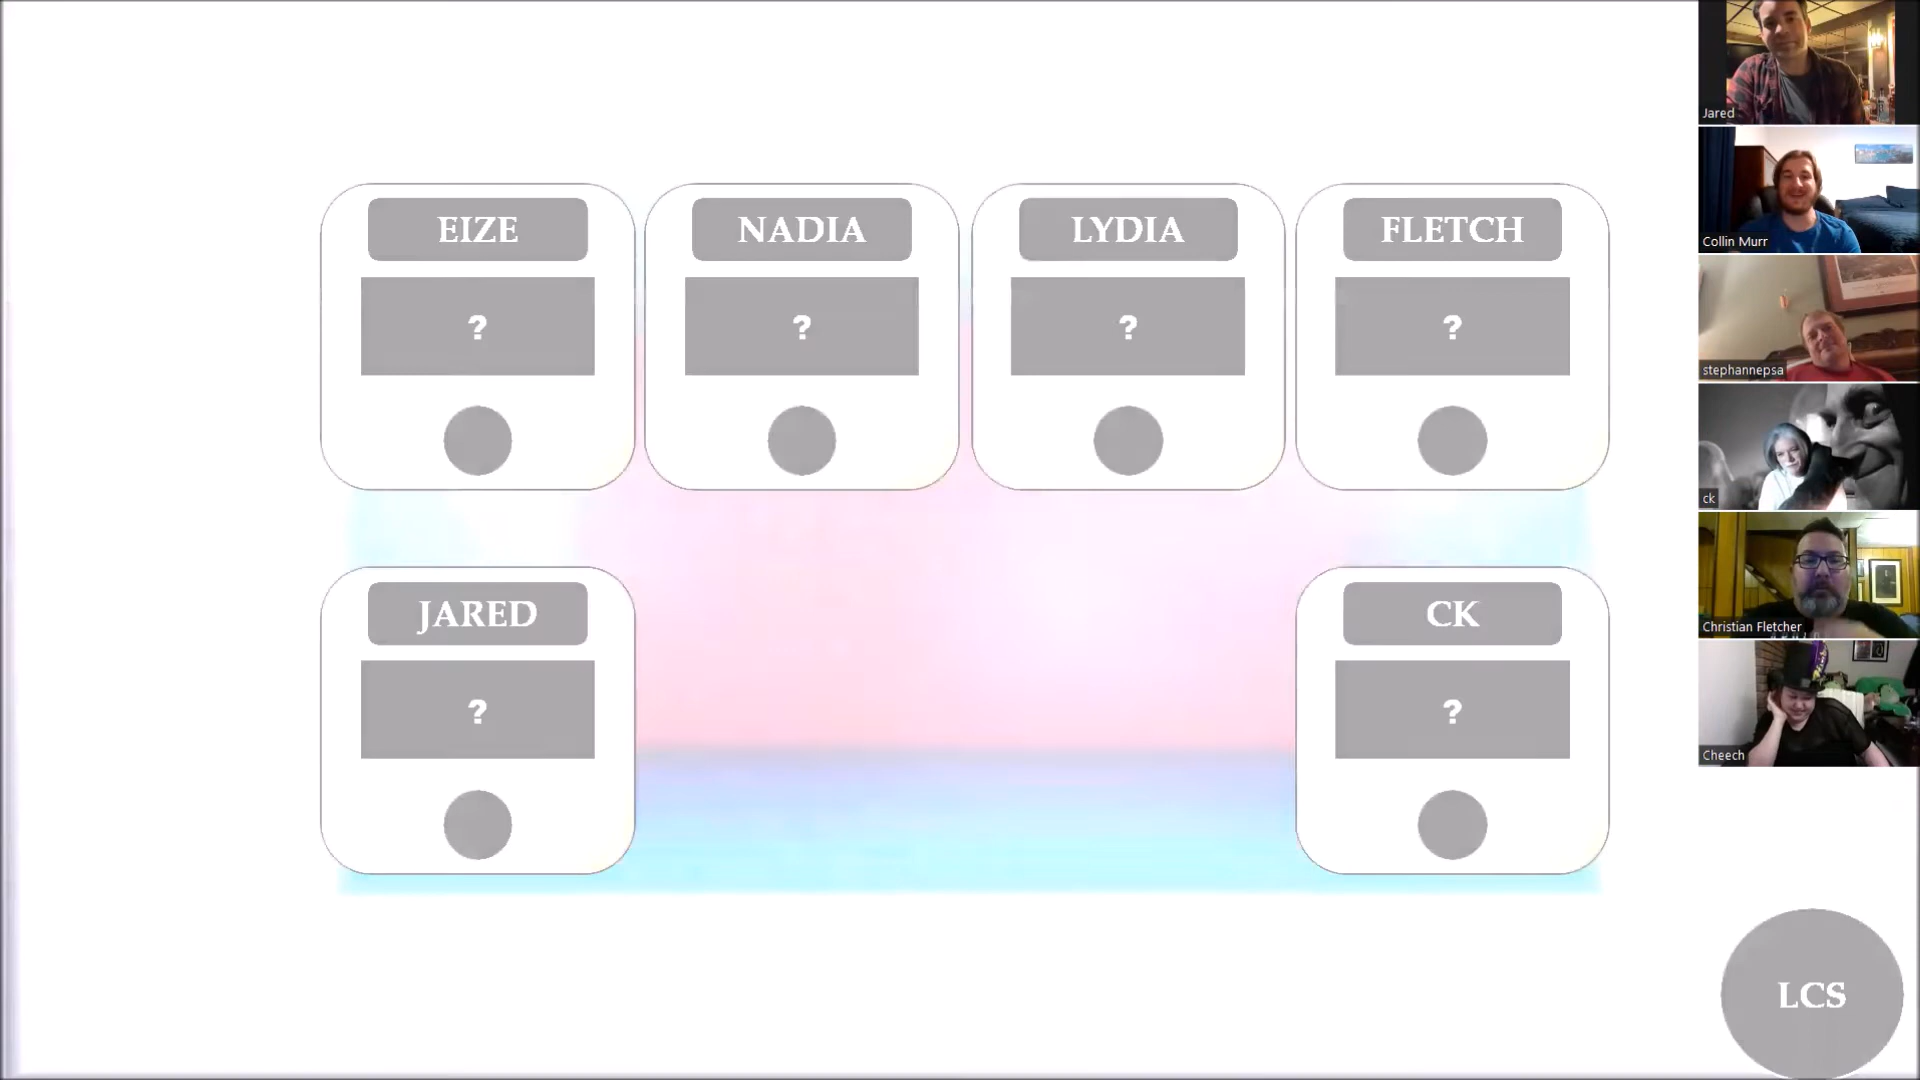 EIZE
NADIA
LYDIA
FLETCH
?
?
?
?
JARED
CK
?
?
LCS
Jared
Collin Murr
stephannepsa
ck
Christian Fletcher
Cheech